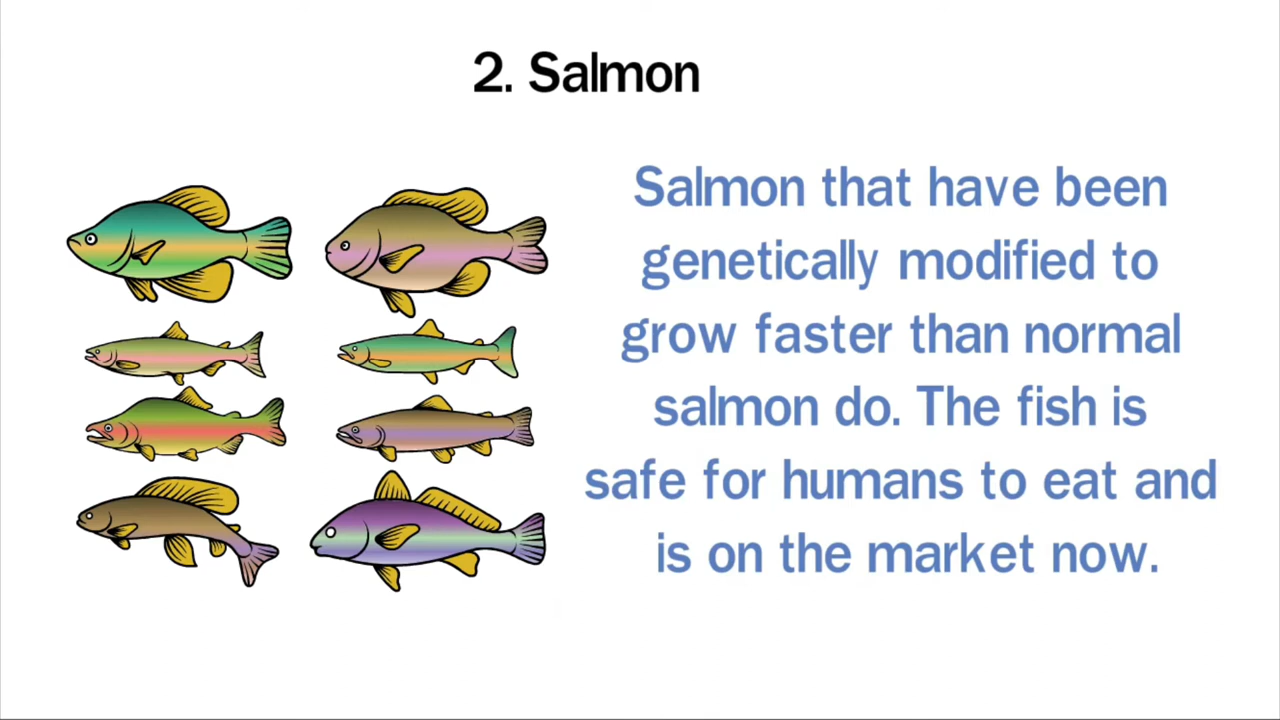 2. Salmon
Salmon that have been
genetically modified to
grow faster than normal
salmon do. The fish is
safe for humans to eat and
is on the market now.